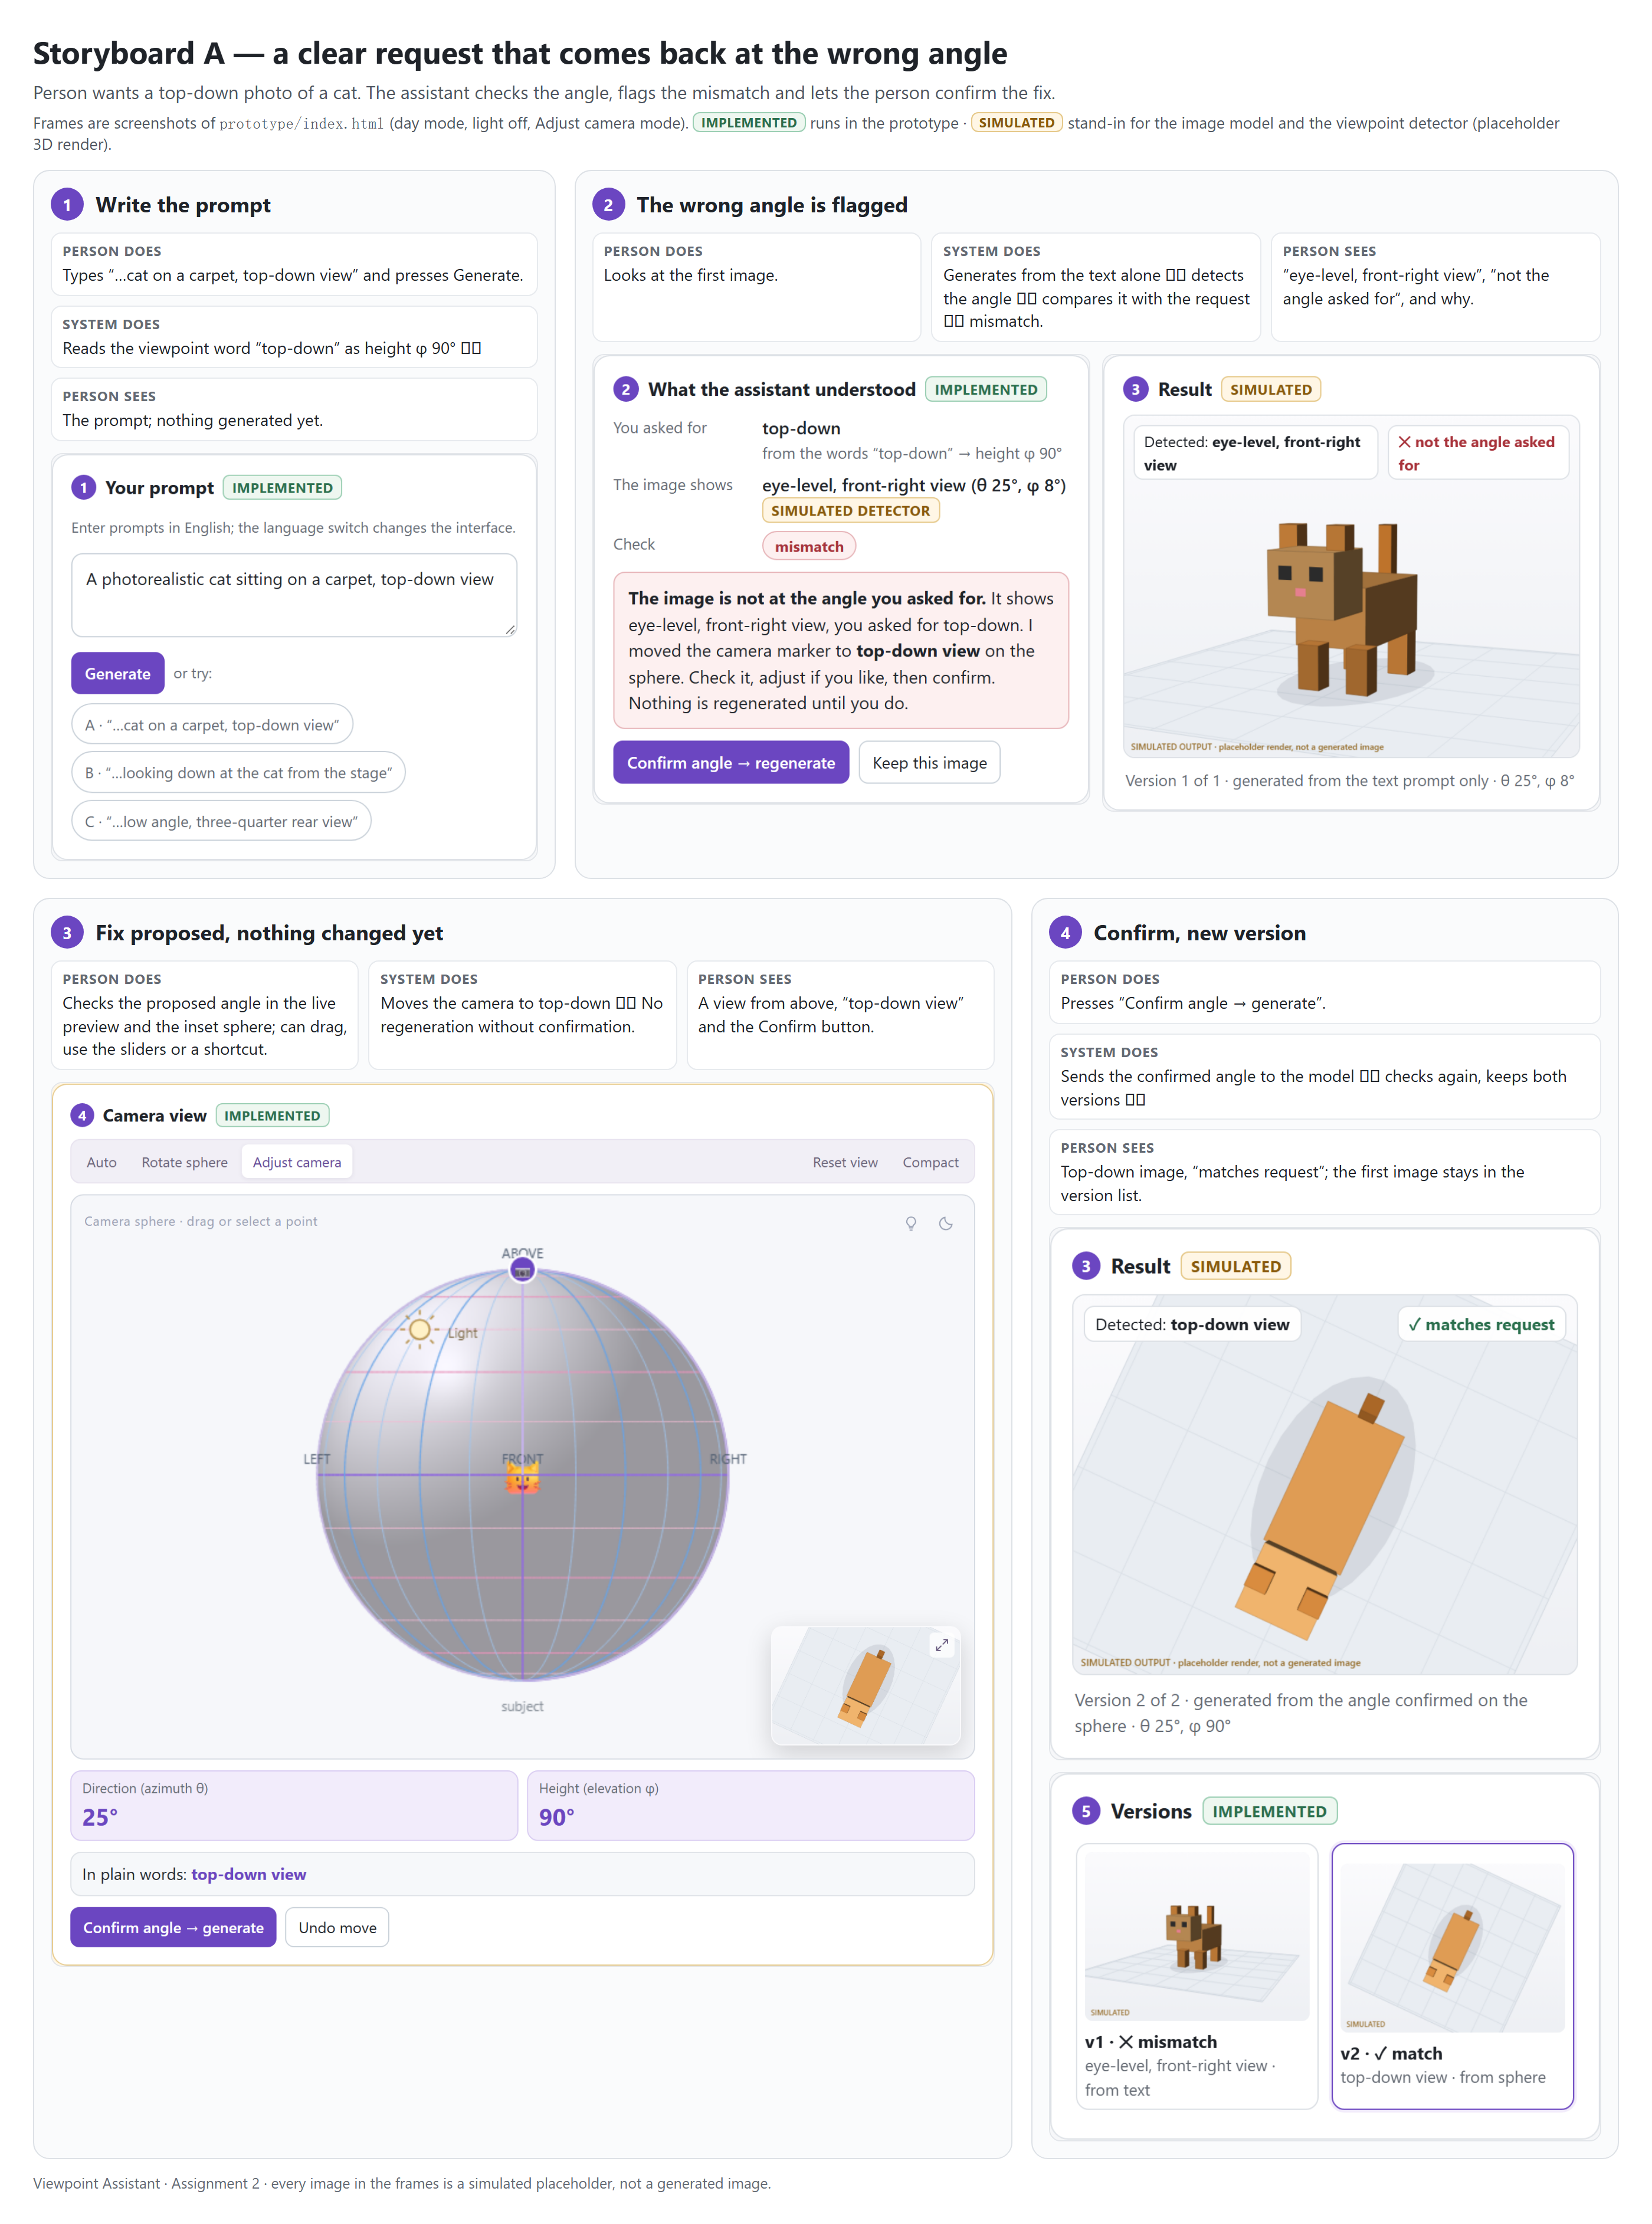 Storyboard A — a clear request that comes back at the wrong angle
Person wants a top-down photo of a cat. The assistant checks the angle, flags the mismatch and lets the person confirm the fix.
Frames are screenshots of prototype/index.html (day mode, light off, Adjust camera mode). IMPLEMENTED runs in the prototype · SIMULATED stand-in for the image model and the viewpoint detector (placeholder
3D render).
1 Write the prompt
PERSON DOES
Types “…cat on a carpet, top-down view” and presses Generate.
SYSTEM DOES
Reads the viewpoint word “top-down” as height φ 90°
PERSON SEES
The prompt; nothing generated yet.
1 Your prompt IMPLEMENTED
Enter prompts in English; the language switch changes the interface.
A photorealistic cat sitting on a carpet, top-down view
Generate or try:
A · “…cat on a carpet, top-down view”
B · “…looking down at the cat from the stage”
C · “…low angle, three-quarter rear view”
2 The wrong angle is flagged
PERSON DOES
Looks at the first image.
SYSTEM DOES
Generates from the text alone detects
the angle compares it with the request
mismatch.
PERSON SEES
“eye-level, front-right view”, “not the
angle asked for”, and why.
2 What the assistant understood IMPLEMENTED
You asked for top-down
from the words “top-down” → height φ 90°
The image shows eye-level, front-right view (θ 25°, φ 8°)
SIMULATED DETECTOR
Check mismatch
The image is not at the angle you asked for. It shows
eye-level, front-right view, you asked for top-down. I
moved the camera marker to top-down view on the
sphere. Check it, adjust if you like, then confirm.
Nothing is regenerated until you do.
Confirm angle → regenerate Keep this image
3 Result SIMULATED
Detected: eye-level, front-right
view
✕ not the angle asked
for
SIMULATED OUTPUT · placeholder render, not a generated image
Version 1 of 1 · generated from the text prompt only · θ 25°, φ 8°
3 Fix proposed, nothing changed yet
PERSON DOES
Checks the proposed angle in the live
preview and the inset sphere; can drag,
use the sliders or a shortcut.
SYSTEM DOES
Moves the camera to top-down No
regeneration without confirmation.
PERSON SEES
A view from above, “top-down view”
and the Confirm button.
4 Camera view IMPLEMENTED
Auto Rotate sphere Adjust camera Reset view Compact
Camera sphere · drag or select a point
ABOVE
Light
LEFT FRONT RIGHT
subject
Direction (azimuth θ)
25°
Height (elevation φ)
90°
In plain words: top-down view
Confirm angle → generate Undo move
4 Confirm, new version
PERSON DOES
Presses “Confirm angle → generate”.
SYSTEM DOES
Sends the confirmed angle to the model checks again, keeps both
versions
PERSON SEES
Top-down image, “matches request”; the first image stays in the
version list.
3 Result SIMULATED
Detected: top-down view ✓ matches request
SIMULATED OUTPUT · placeholder render, not a generated image
Version 2 of 2 · generated from the angle confirmed on the
sphere · θ 25°, φ 90°
5 Versions IMPLEMENTED
SIMULATED
v1 · ✕ mismatch
eye-level, front-right view ·
from text
SIMULATED
v2 · ✓ match
top-down view · from sphere
Viewpoint Assistant · Assignment 2 · every image in the frames is a simulated placeholder, not a generated image.